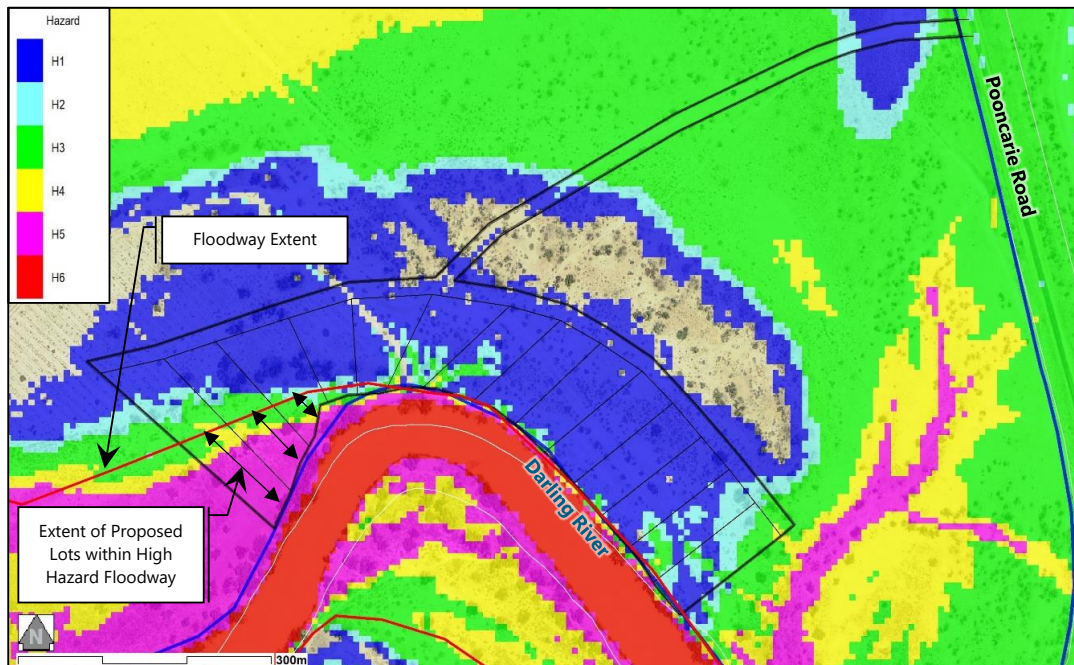 Hazard
H1
H2
H3
H4
H5
H6
Pooncarie Road
Floodway Extent
Darling River
Extent of Proposed
Lots within High
Hazard Floodway
N
300m